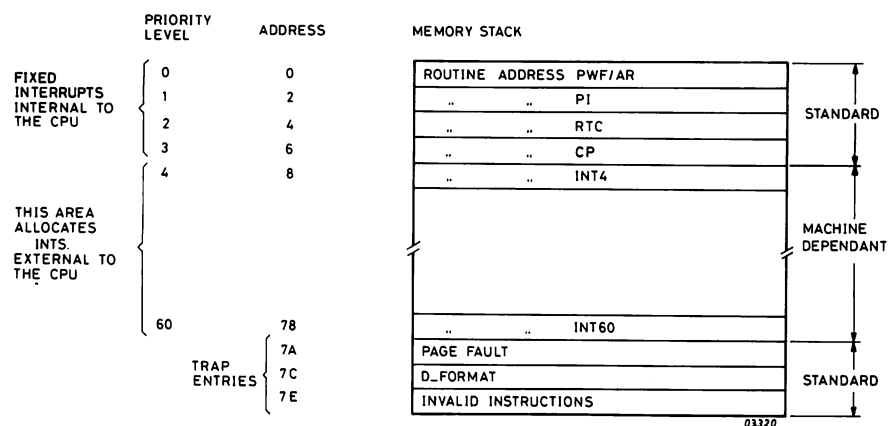 PRIORITY LEVEL
ADDRESS
MEMORY STACK
FIXED
INTERRUPTS
INTERNAL TO
THE CPU
0 0 ROUTINE ADDRESS PWF/AR
1 2 ,, ,, PI
2 4 ,, ,, RTC
3 6 ,, ,, CP
STANDARD
4 8 ,, ,, INT4
THIS AREA
ALLOCATES
INTS.
EXTERNAL TO
THE CPU
MACHINE
DEPENDANT
60 78 ,, ,, INT60
TRAP
ENTRIES
7A PAGE FAULT
7C D_FORMAT
7E INVALID INSTRUCTIONS
STANDARD
03320